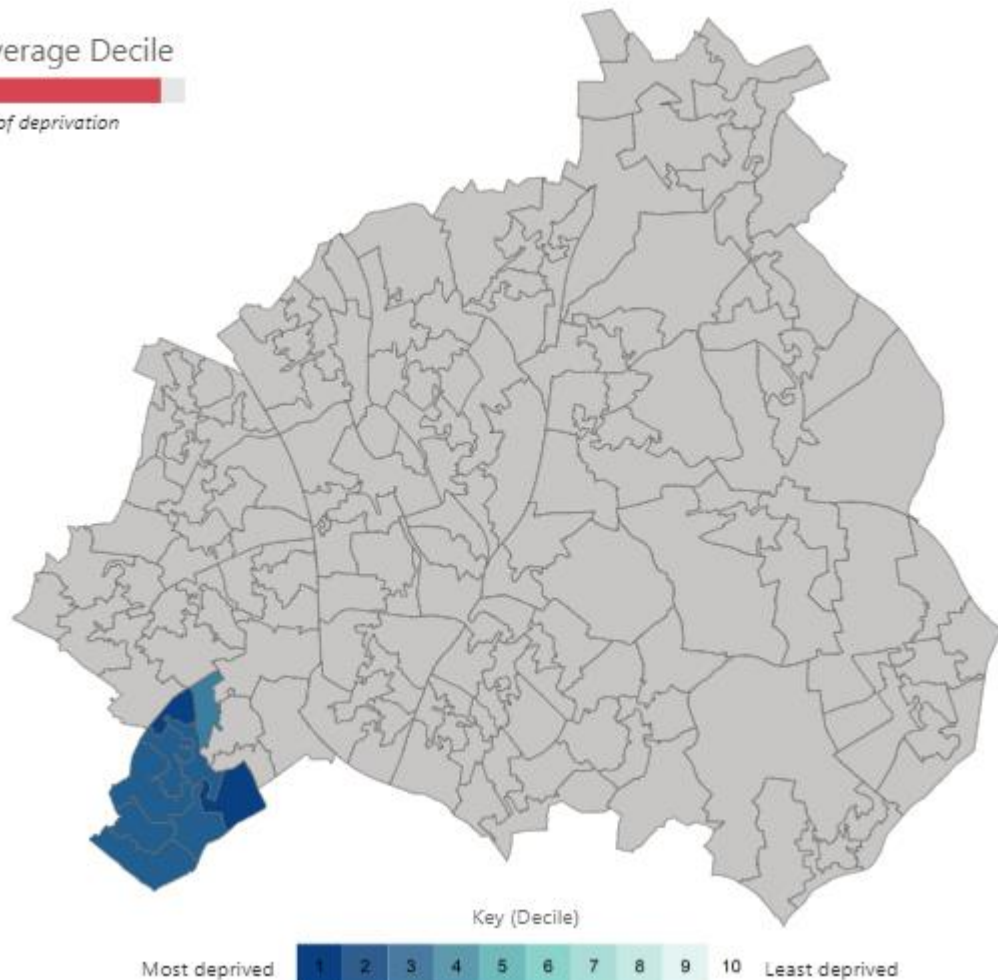 verage Decile
of deprivation
Key (Decile)
Most deprived 1 2 3 4 5 6 7 8 9 10 Least deprived